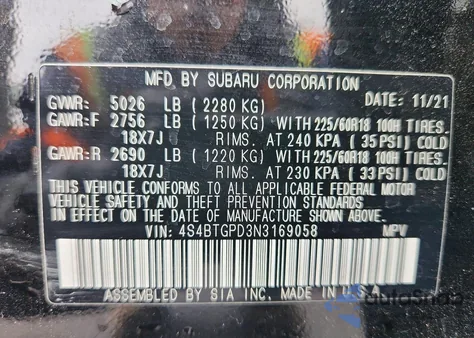 MFD BY SUBARU CORPORATION
GVWR: 5026 LB (2280 KG) DATE: 11/21
GAWR:F 2756 LB (1250 KG) WITH 225/60R18 100H TIRES.
18X7J RIMS. AT 240 KPA (35 PSI) COLD
GAWR:R 2690 LB (1220 KG) WITH 225/60R18 100H TIRES.
18X7J RIMS. AT 230 KPA (33 PSI) COLD
THIS VEHICLE CONFORMS TO ALL APPLICABLE FEDERAL MOTOR
VEHICLE SAFETY AND THEFT PREVENTION STANDARDS
IN EFFECT ON THE DATE OF MANUFACTURE SHOWN ABOVE.
VIN: 4S4BTGPD3N3169058 MPV
ASSEMBLED BY SIA INC. MADE IN U.S.A.